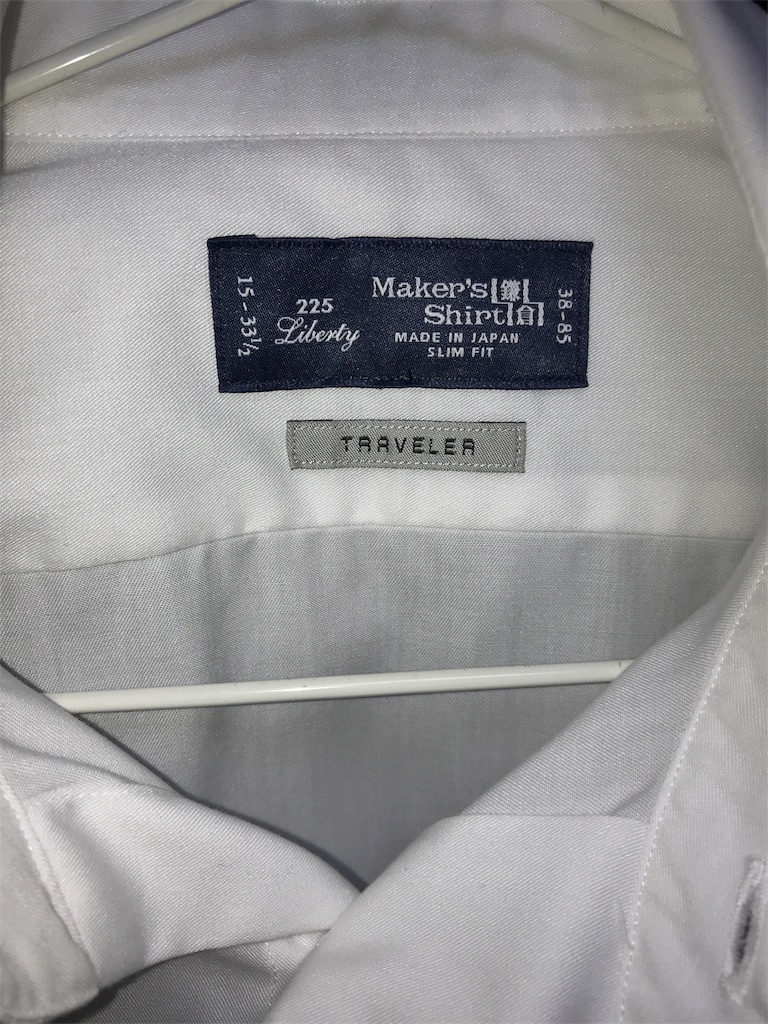 15-33½
225
Liberty
Maker's 鎌
Shirt 倉
MADE IN JAPAN
SLIM FIT
38-85
TRAVELER